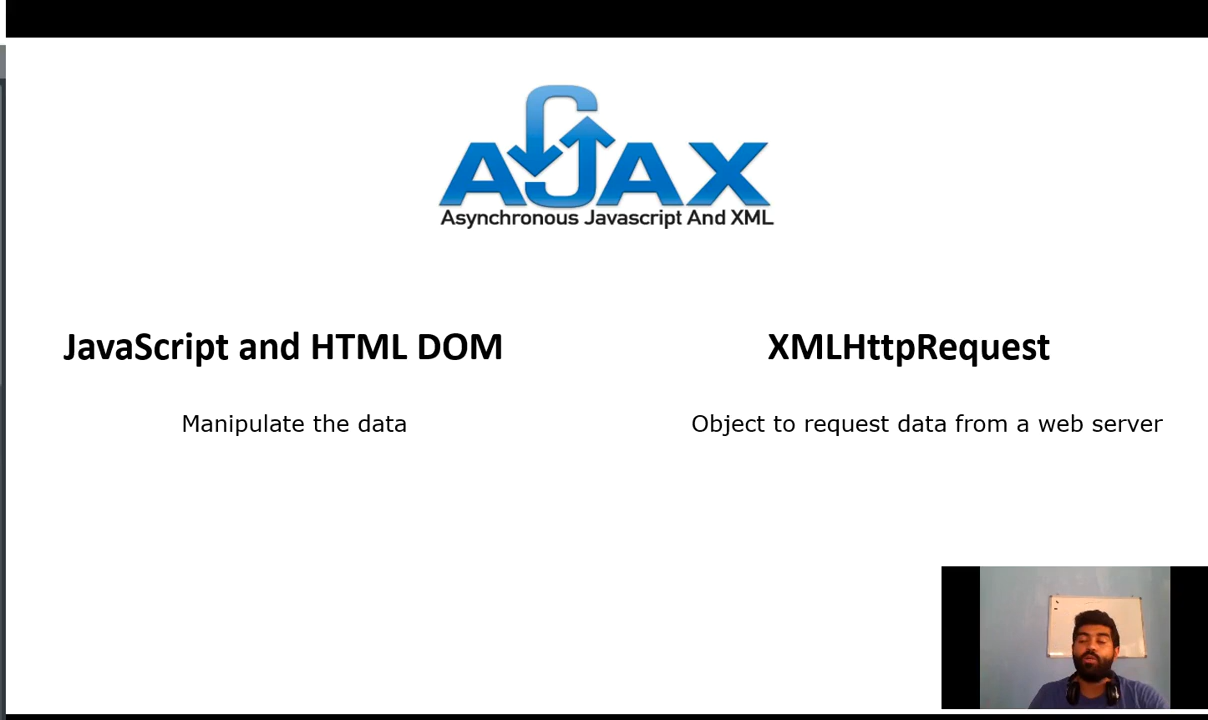 AJAX
Asynchronous Javascript And XML
JavaScript and HTML DOM
XMLHttpRequest
Manipulate the data
Object to request data from a web server